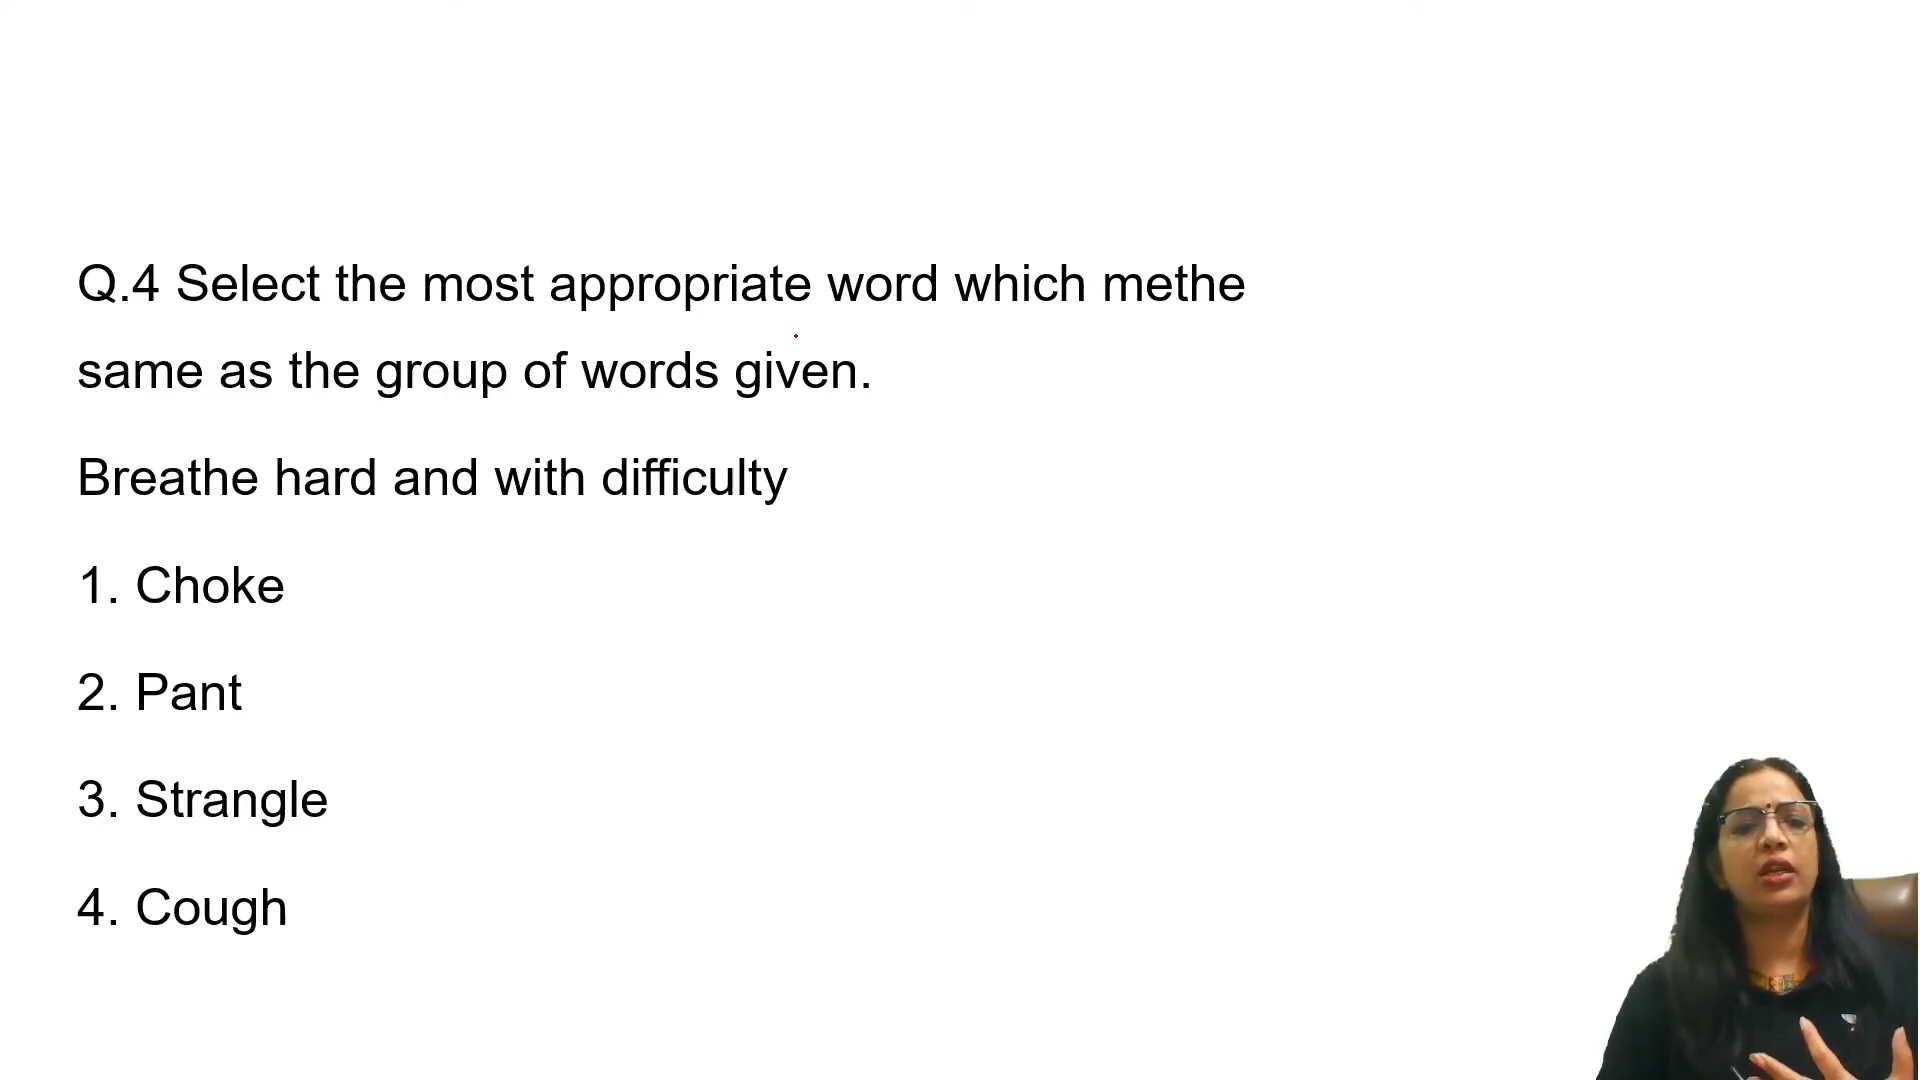 Q.4 Select the most appropriate word which methe
same as the group of words given.
Breathe hard and with difficulty
1. Choke
2. Pant
3. Strangle
4. Cough